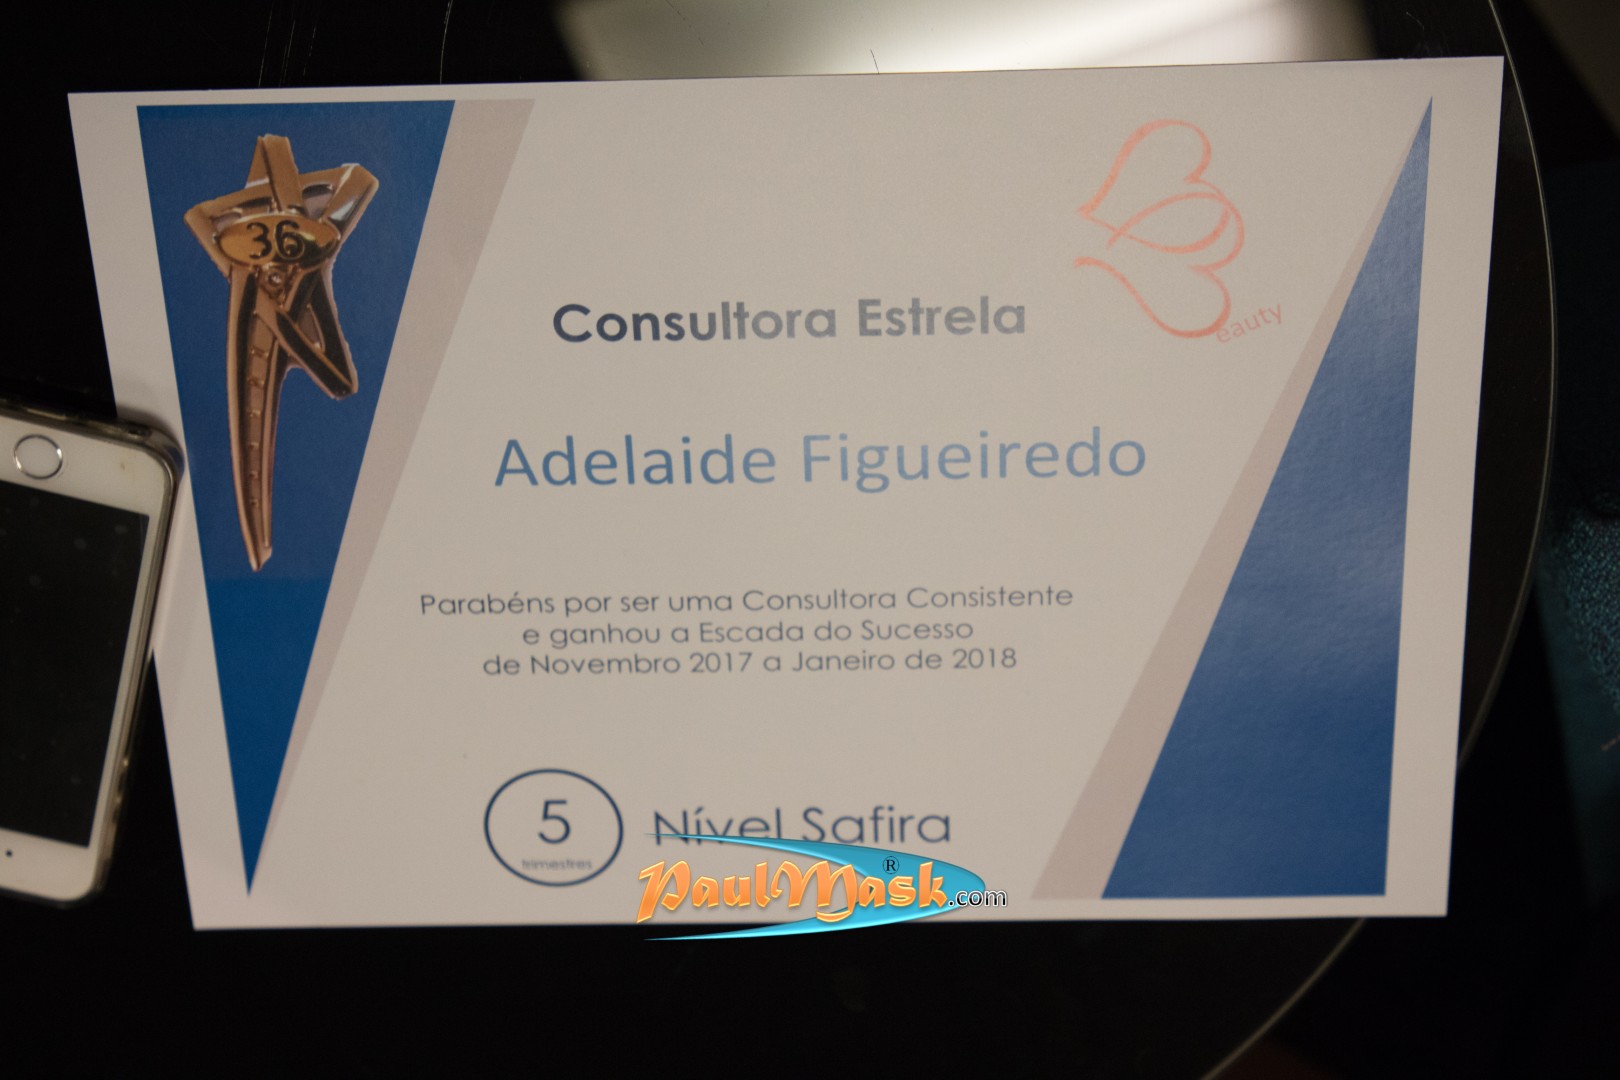 36
eauty
Consultora Estrela
Adelaide Figueiredo
Parabéns por ser uma Consultora Consistente
e ganhou a Escada do Sucesso
de Novembro 2017 a Janeiro de 2018
5
trimestres
Nível Safira
PaulMask®.com